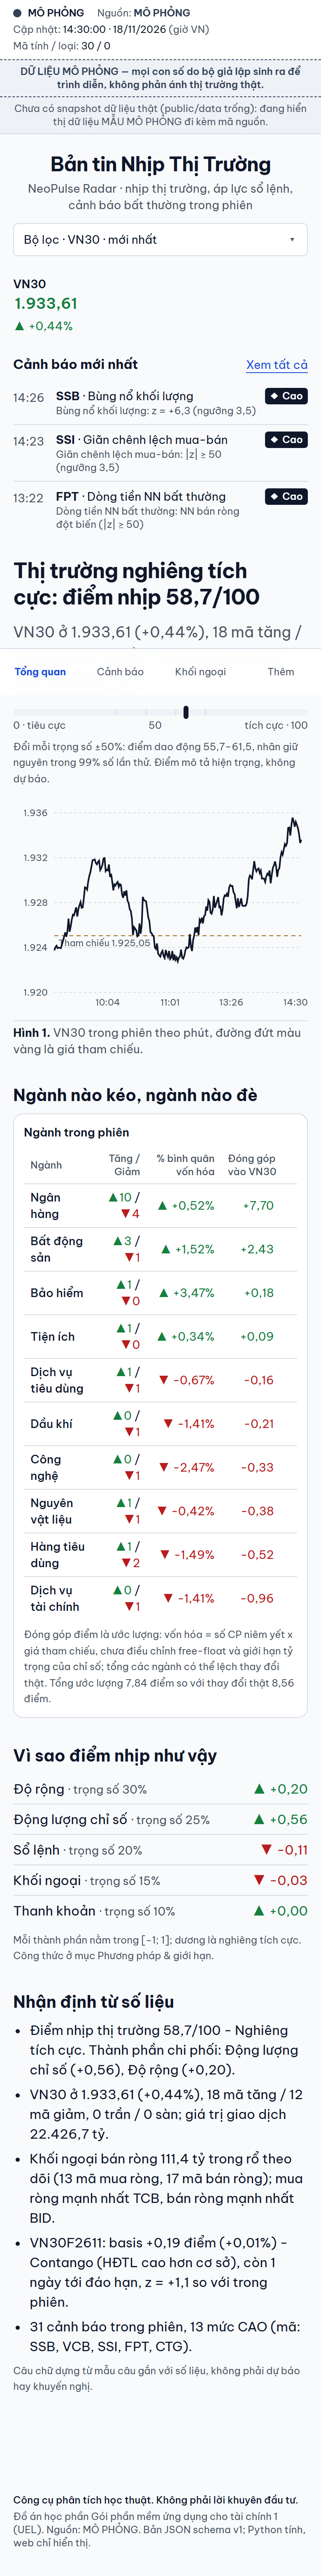 MÔ PHỎNG Nguồn: MÔ PHỎNG
Cập nhật: 14:30:00 · 18/11/2026 (giờ VN)
Mã tính / loại: 30 / 0
DỮ LIỆU MÔ PHỎNG — mọi con số do bộ giả lập sinh ra để
trình diễn, không phản ánh thị trường thật.
Chưa có snapshot dữ liệu thật (public/data trống): đang hiển
thị dữ liệu MẪU MÔ PHỎNG đi kèm mã nguồn.
Bản tin Nhịp Thị Trường
NeoPulse Radar · nhịp thị trường, áp lực sổ lệnh,
cảnh báo bất thường trong phiên
Bộ lọc · VN30 · mới nhất ▾
VN30
1.933,61
▲ +0,44%
Cảnh báo mới nhất Xem tất cả
14:26 SSB · Bùng nổ khối lượng ◆ Cao
Bùng nổ khối lượng: z = +6,3 (ngưỡng 3,5)
14:23 SSI · Giãn chênh lệch mua-bán ◆ Cao
Giãn chênh lệch mua-bán: |z| ≥ 50
(ngưỡng 3,5)
13:22 FPT · Dòng tiền NN bất thường ◆ Cao
Dòng tiền NN bất thường: NN bán ròng
đột biến (|z| ≥ 50)
Thị trường nghiêng tích
cực: điểm nhịp 58,7/100
VN30 ở 1.933,61 (+0,44%), 18 mã tăng /
Tổng quan Cảnh báo Khối ngoại Thêm
0 · tiêu cực 50 tích cực · 100
Đổi mỗi trọng số ±50%: điểm dao động 55,7–61,5, nhãn giữ
nguyên trong 99% số lần thử. Điểm mô tả hiện trạng, không
dự báo.
1.936
1.932
1.928
1.924
Tham chiếu 1.925,05
1.920
10:04 11:01 13:26 14:30
Hình 1. VN30 trong phiên theo phút, đường đứt màu
vàng là giá tham chiếu.
Ngành nào kéo, ngành nào đè
Ngành trong phiên
Ngành Tăng / Giảm % bình quân vốn hóa Đóng góp vào VN30
Ngân hàng ▲10 / ▼4 ▲ +0,52% +7,70
Bất động sản ▲3 / ▼1 ▲ +1,52% +2,43
Bảo hiểm ▲1 / ▼0 ▲ +3,47% +0,18
Tiện ích ▲1 / ▼0 ▲ +0,34% +0,09
Dịch vụ tiêu dùng ▲1 / ▼1 ▼ -0,67% -0,16
Dầu khí ▲0 / ▼1 ▼ -1,41% -0,21
Công nghệ ▲0 / ▼1 ▼ -2,47% -0,33
Nguyên vật liệu ▲1 / ▼1 ▼ -0,42% -0,38
Hàng tiêu dùng ▲1 / ▼2 ▼ -1,49% -0,52
Dịch vụ tài chính ▲0 / ▼1 ▼ -1,41% -0,96
Đóng góp điểm là ước lượng: vốn hóa = số CP niêm yết x
giá tham chiếu, chưa điều chỉnh free-float và giới hạn tỷ
trọng của chỉ số; tổng các ngành có thể lệch thay đổi
thật. Tổng ước lượng 7,84 điểm so với thay đổi thật 8,56
điểm.
Vì sao điểm nhịp như vậy
Độ rộng · trọng số 30% ▲ +0,20
Động lượng chỉ số · trọng số 25% ▲ +0,56
Sổ lệnh · trọng số 20% ▼ -0,11
Khối ngoại · trọng số 15% ▼ -0,03
Thanh khoản · trọng số 10% ▲ +0,00
Mỗi thành phần nằm trong [-1; 1]; dương là nghiêng tích cực.
Công thức ở mục Phương pháp & giới hạn.
Nhận định từ số liệu
• Điểm nhịp thị trường 58,7/100 - Nghiêng
tích cực. Thành phần chi phối: Động lượng
chỉ số (+0,56), Độ rộng (+0,20).
• VN30 ở 1.933,61 (+0,44%), 18 mã tăng / 12
mã giảm, 0 trần / 0 sàn; giá trị giao dịch
22.426,7 tỷ.
• Khối ngoại bán ròng 111,4 tỷ trong rổ theo
dõi (13 mã mua ròng, 17 mã bán ròng); mua
ròng mạnh nhất TCB, bán ròng mạnh nhất
BID.
• VN30F2611: basis +0,19 điểm (+0,01%) -
Contango (HĐTL cao hơn cơ sở), còn 1
ngày tới đáo hạn, z = +1,1 so với trong
phiên.
• 31 cảnh báo trong phiên, 13 mức CAO (mã:
SSB, VCB, SSI, FPT, CTG).
Câu chữ dựng từ mẫu câu gắn với số liệu, không phải dự báo
hay khuyến nghị.
Công cụ phân tích học thuật. Không phải lời khuyên đầu tư.
Đồ án học phần Gói phần mềm ứng dụng cho tài chính 1
(UEL). Nguồn: MÔ PHỎNG. Bản JSON schema v1; Python tính,
web chỉ hiển thị.